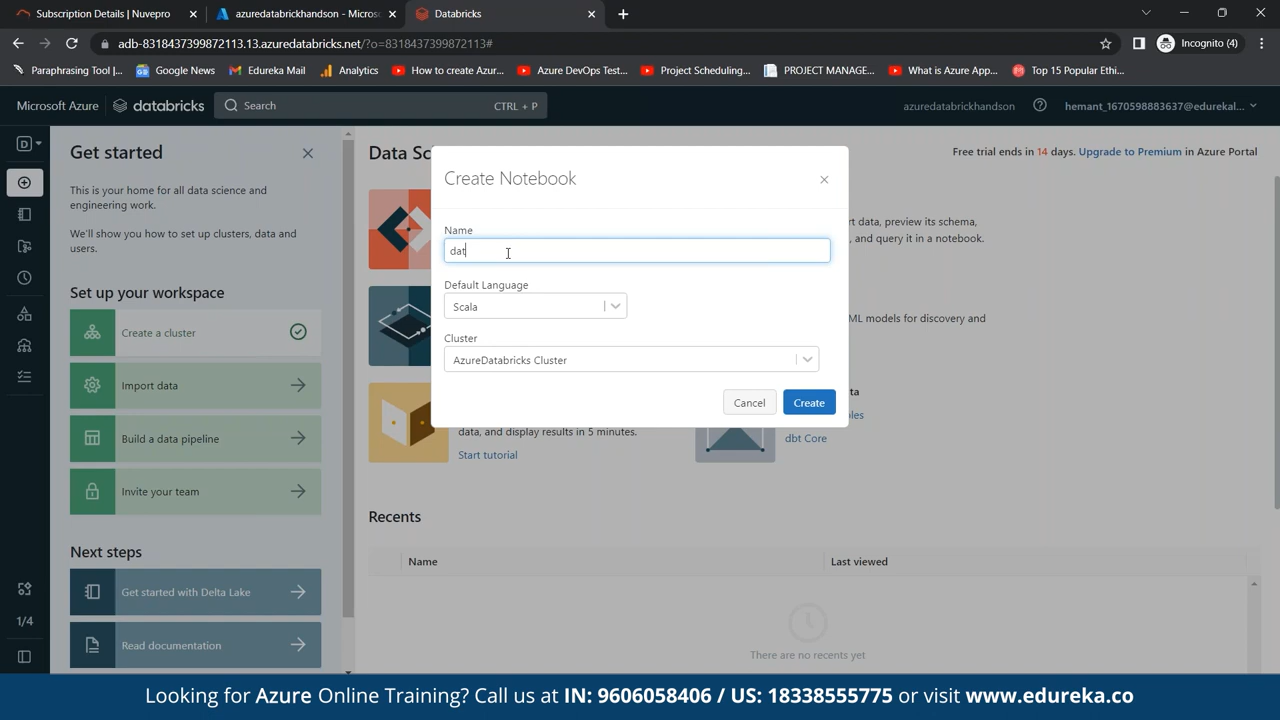 Subscription Details | Nuvepro
azuredatabrickhandson - Micros
Databricks
adb-8318437399872113.13.azuredatabricks.net/?o=8318437399872113#
Incognito (4)
Paraphrasing Tool |...
Google News
Edureka Mail
Analytics
How to create Azur...
Azure DevOps Test...
Project Scheduling...
PROJECT MANAGE...
What is Azure App...
Top 15 Popular Ethi...
Microsoft Azure
databricks
Search
CTRL + P
azuredatabrickhandson
hemant_1670598883637@edurekal...
D
Get started
This is your home for all data science and
engineering work.
We'll show you how to set up clusters, data and
users.
Set up your workspace
Create a cluster
Import data
Build a data pipeline
Invite your team
Next steps
Get started with Delta Lake
Read documentation
1/4
Data Sc
Free trial ends in 14 days. Upgrade to Premium in Azure Portal
Create Notebook
Name
dat
Default Language
Scala
Cluster
AzureDatabricks Cluster
Cancel
Create
rt data, preview its schema,
, and query it in a notebook.
ML models for discovery and
ta
ples
data, and display results in 5 minutes.
Start tutorial
dbt Core
Recents
Name
Last viewed
There are no recents yet
Looking for Azure Online Training? Call us at IN: 9606058406 / US: 18338555775 or visit www.edureka.co